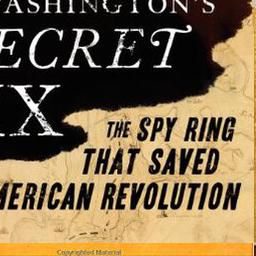 ASHINGTON'S
ECRET
IX
THE SPY RING
THAT SAVED
MERICAN REVOLUTION
Copyrighted Material